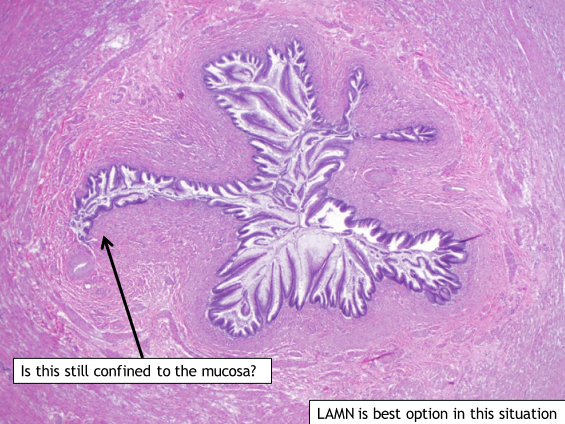 Is this still confined to the mucosa?
LAMN is best option in this situation